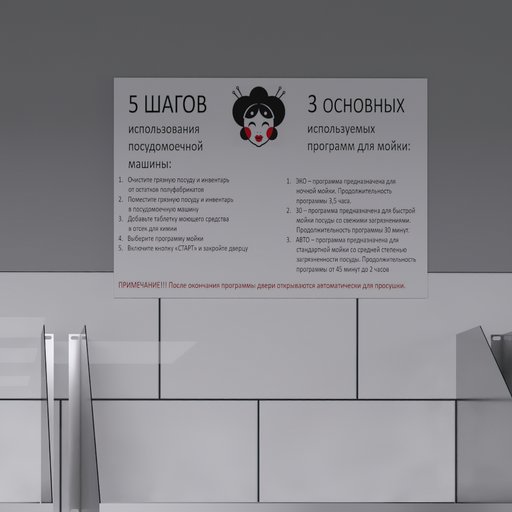 5 ШАГОВ
использования
посудомоечной
машины:
1. Очистите грязную посуду и инвентарь
от остатков полуфабрикатов
2. Поместите грязную посуду и инвентарь
в посудомоечную машину
3. Добавьте таблетку моющего средства
в отсек для химии
4. Выберите программу мойки
5. Включите кнопку «СТАРТ» и закройте дверцу
3 ОСНОВНЫХ
используемых
программ для мойки:
1. ЭКО – программа предназначена для
ночной мойки. Продолжительность
программы 3,5 часа.
2. 30 – программа предназначена для быстрой
мойки посуды со свежими загрязнениями.
Продолжительность программы 30 минут.
3. АВТО – программа предназначена для
стандартной мойки со средней степенью
загрязненности посуды. Продолжительность
программы от 45 минут до 2 часов
ПРИМЕЧАНИЕ!!! После окончания программы двери открываются автоматически для просушки.